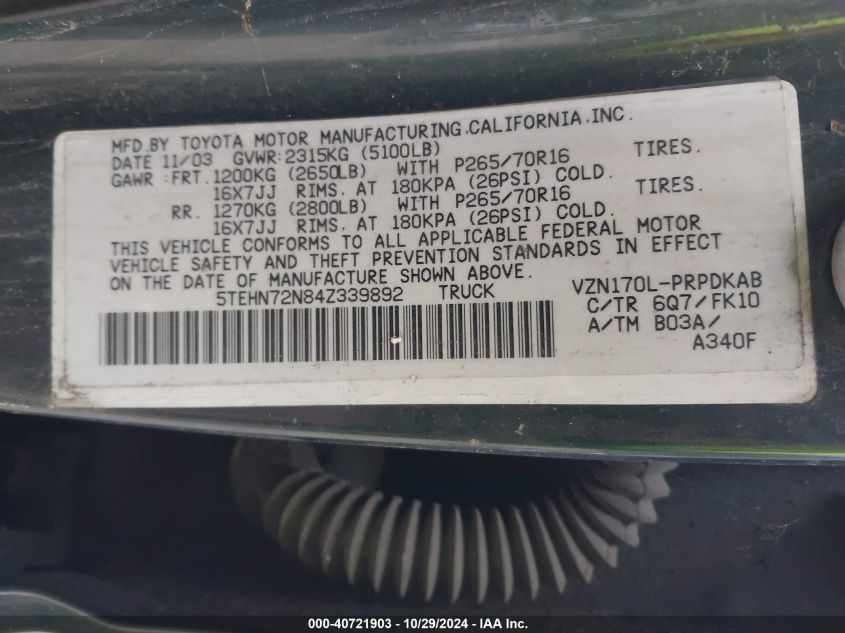 MFD.BY TOYOTA MOTOR MANUFACTURING,CALIFORNIA,INC.
DATE 11/03 GVWR:2315KG (5100LB)
GAWR :FRT.1200KG (2650LB) WITH P265/70R16 TIRES.
16X7JJ RIMS. AT 180KPA (26PSI) COLD.
RR. 1270KG (2800LB) WITH P265/70R16 TIRES.
16X7JJ RIMS. AT 180KPA (26PSI) COLD.
THIS VEHICLE CONFORMS TO ALL APPLICABLE FEDERAL MOTOR
VEHICLE SAFETY AND THEFT PREVENTION STANDARDS IN EFFECT
ON THE DATE OF MANUFACTURE SHOWN ABOVE.
5TEHN72N84Z339892 TRUCK VZN170L-PRPDKAB
C/TR 6Q7/FK10
A/TM B03A/
A340F
000-40721903 - 10/29/2024 - IAA Inc.